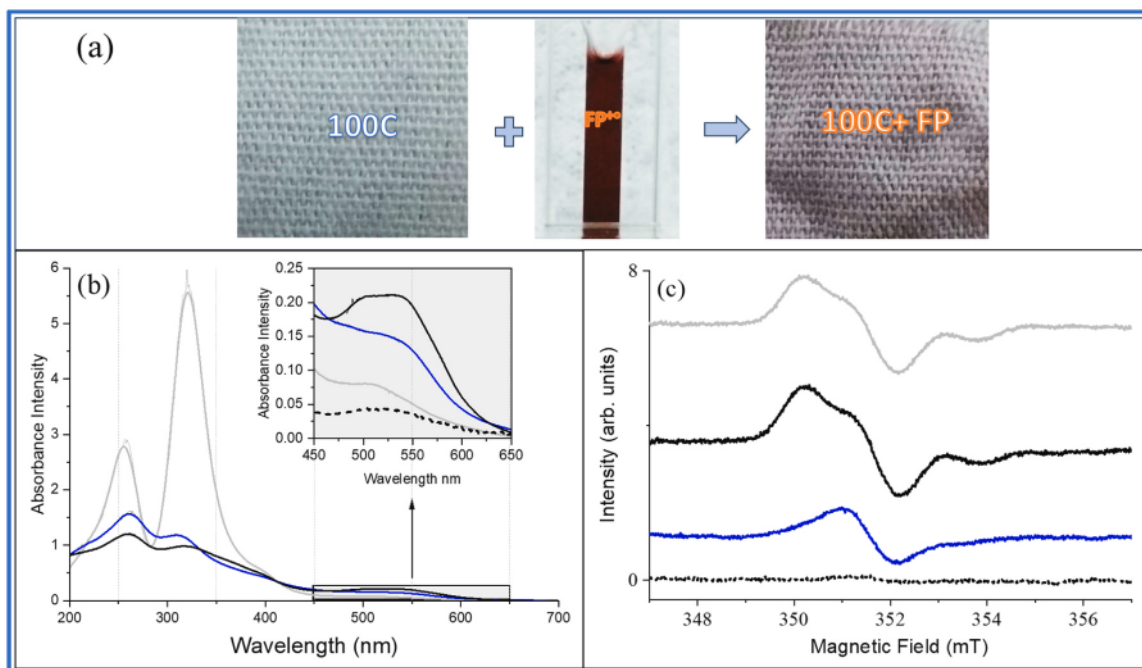 (a)
100C
FP⁺°
100C+ FP
(b)
Absorbance Intensity
6
5
4
3
2
1
0
200
300
400
500
600
700
Wavelength (nm)
Absorbance Intensity
0.25
0.20
0.15
0.10
0.05
0.00
450
500
550
600
650
Wavelength nm
(c)
Intensity (arb. units)
8
0
348
350
352
354
356
Magnetic Field (mT)